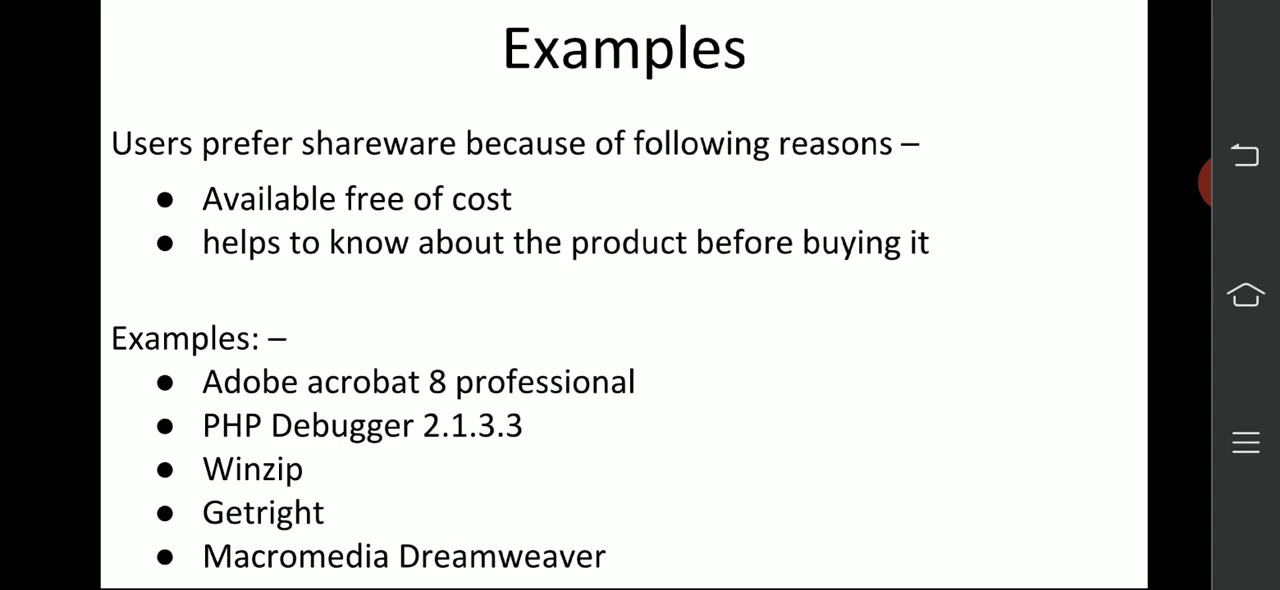 Examples
Users prefer shareware because of following reasons –
● Available free of cost
● helps to know about the product before buying it
Examples: –
● Adobe acrobat 8 professional
● PHP Debugger 2.1.3.3
● Winzip
● Getright
● Macromedia Dreamweaver